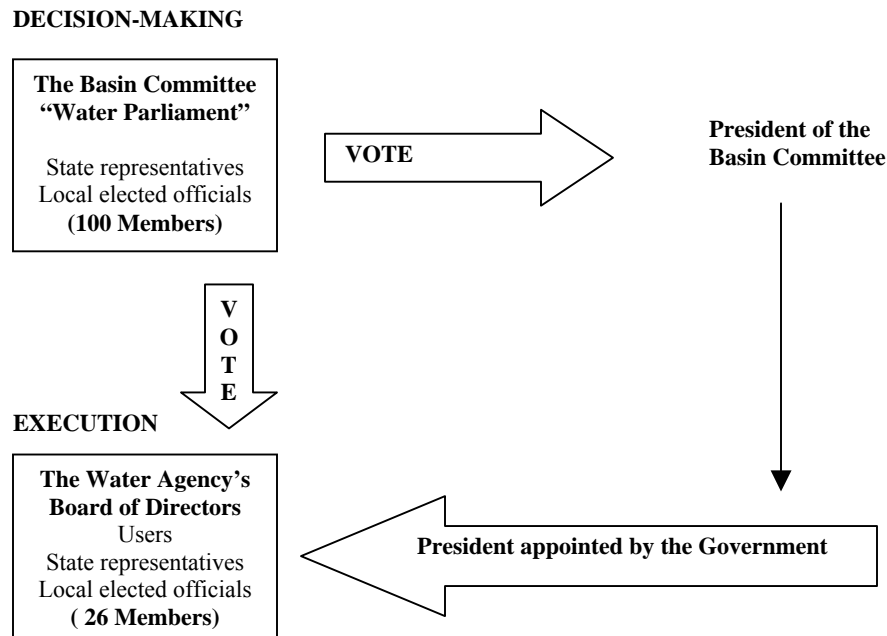 DECISION-MAKING
The Basin Committee
“Water Parliament”
State representatives
Local elected officials
(100 Members)
VOTE
President of the
Basin Committee
V
O
T
E
EXECUTION
The Water Agency’s
Board of Directors
Users
State representatives
Local elected officials
( 26 Members)
President appointed by the Government